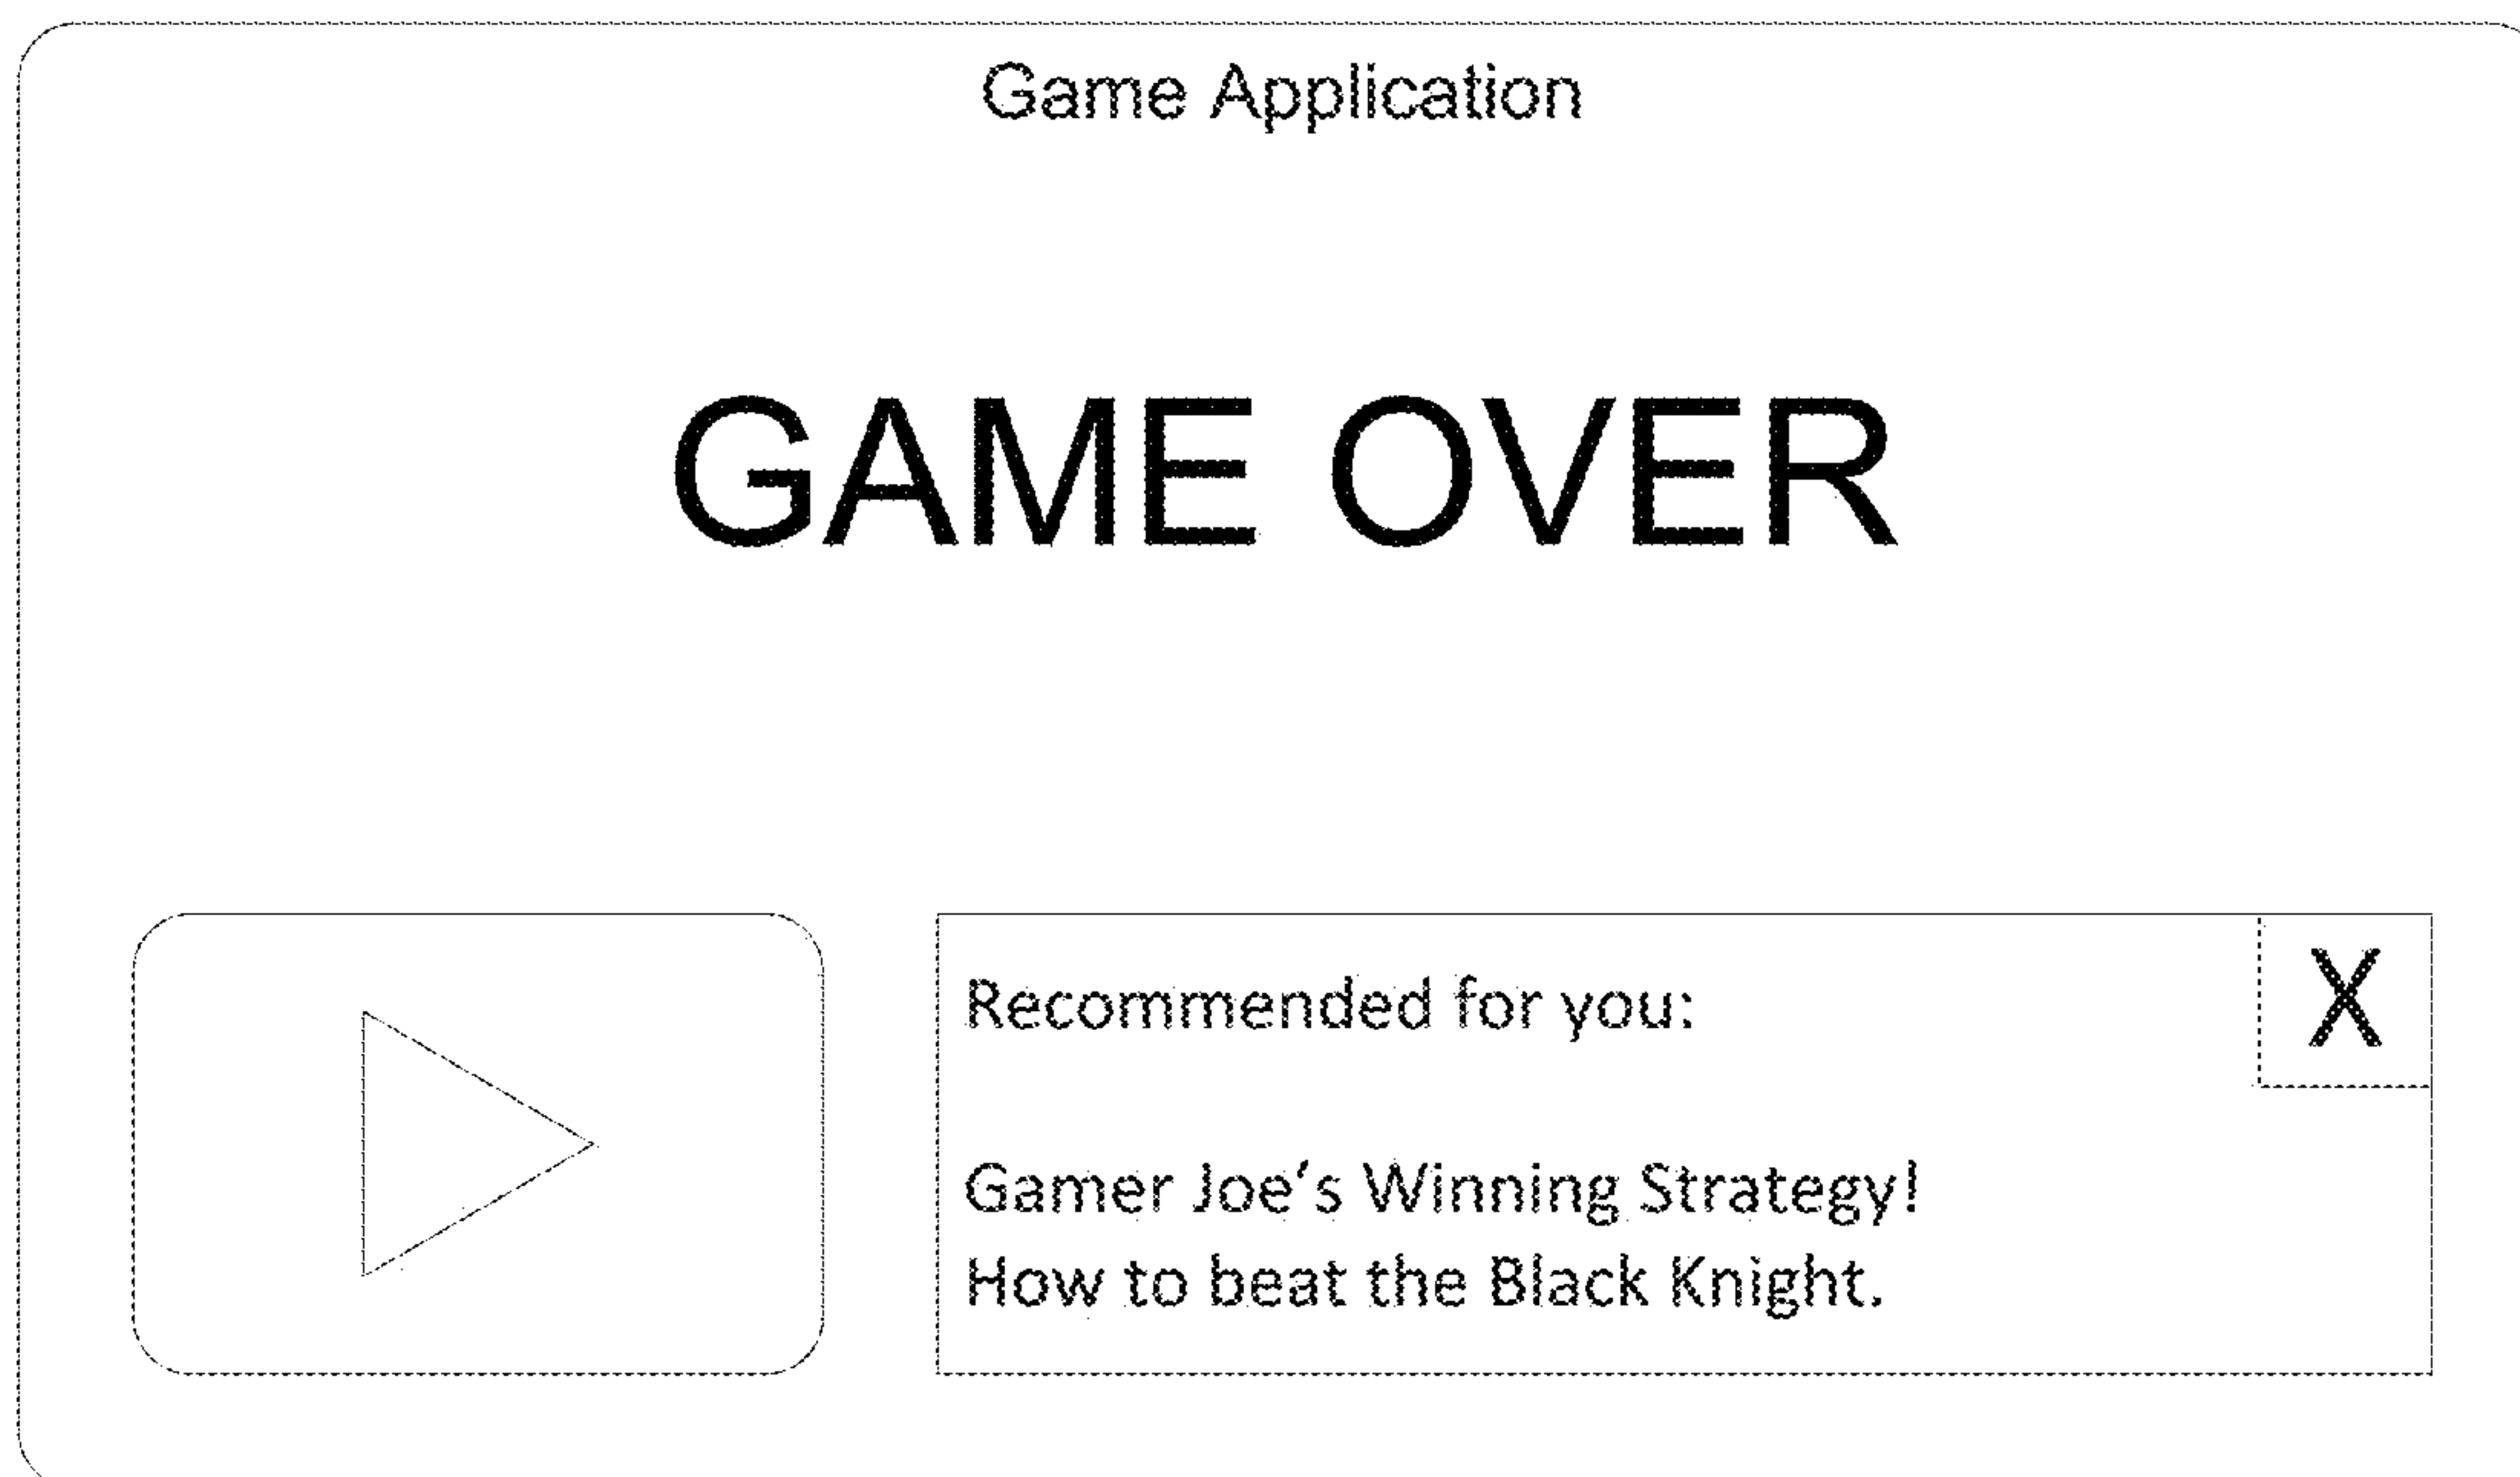 Game Application
GAME OVER
Recommended for you:
X
Gamer Joe‘s Winning Strategy!
How to beat the Black Knight.